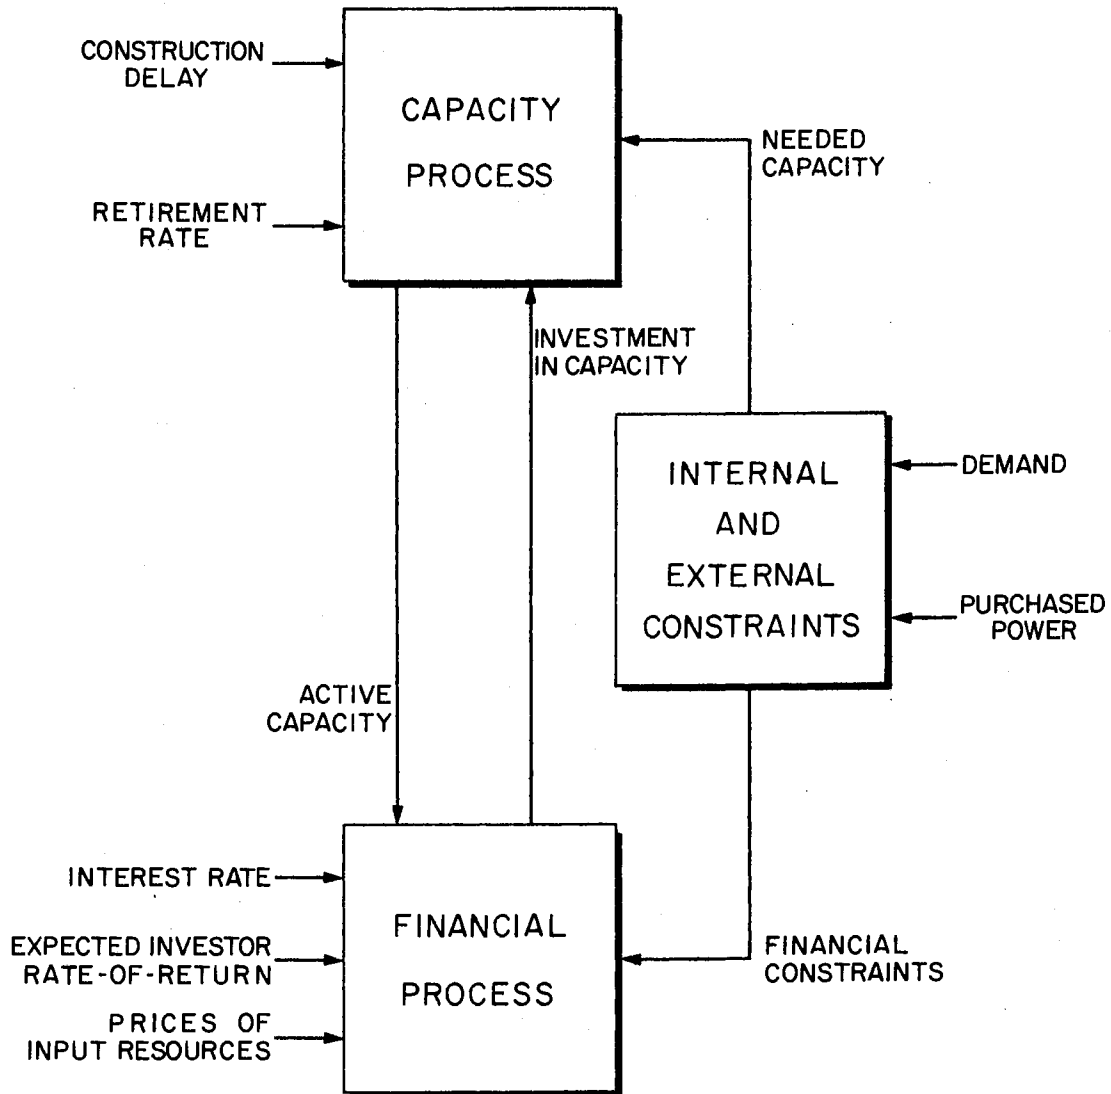 CONSTRUCTION
DELAY
CAPACITY
PROCESS
NEEDED
CAPACITY
RETIREMENT
RATE
INVESTMENT
IN CAPACITY
INTERNAL
AND
EXTERNAL
CONSTRAINTS
DEMAND
PURCHASED
POWER
ACTIVE
CAPACITY
INTEREST RATE
EXPECTED INVESTOR
RATE-OF-RETURN
PRICES OF
INPUT RESOURCES
FINANCIAL
PROCESS
FINANCIAL
CONSTRAINTS